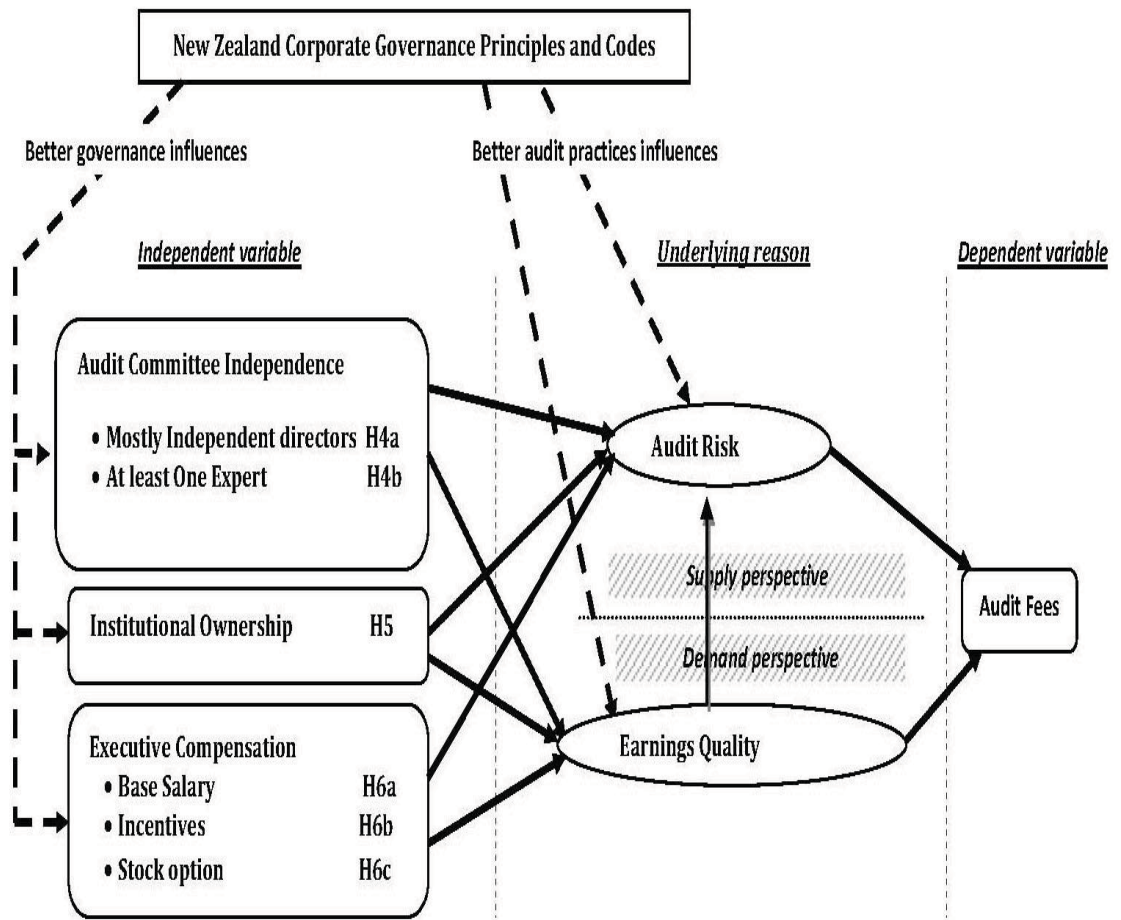 New Zealand Corporate Governance Principles and Codes
Better governance influences
Better audit practices influences
Independent variable
Underlying reason
Dependent variable
Audit Committee Independence
• Mostly Independent directors H4a
• At least One Expert H4b
Institutional Ownership H5
Executive Compensation
• Base Salary H6a
• Incentives H6b
• Stock option H6c
Audit Risk
Supply perspective
Demand perspective
Earnings Quality
Audit Fees